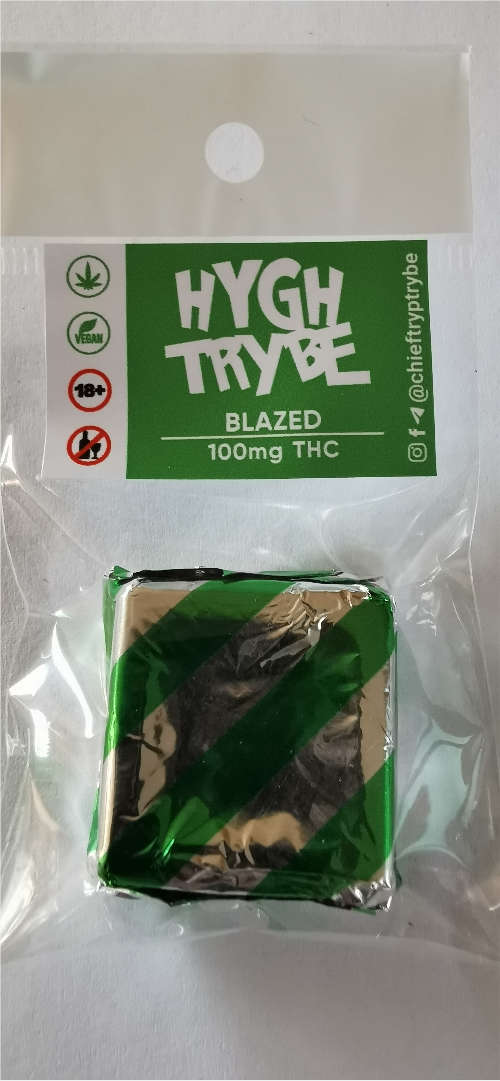 VEGAN
18+
HYGH
TRYBE
BLAZED
100mg THC
@chieftryptrybe